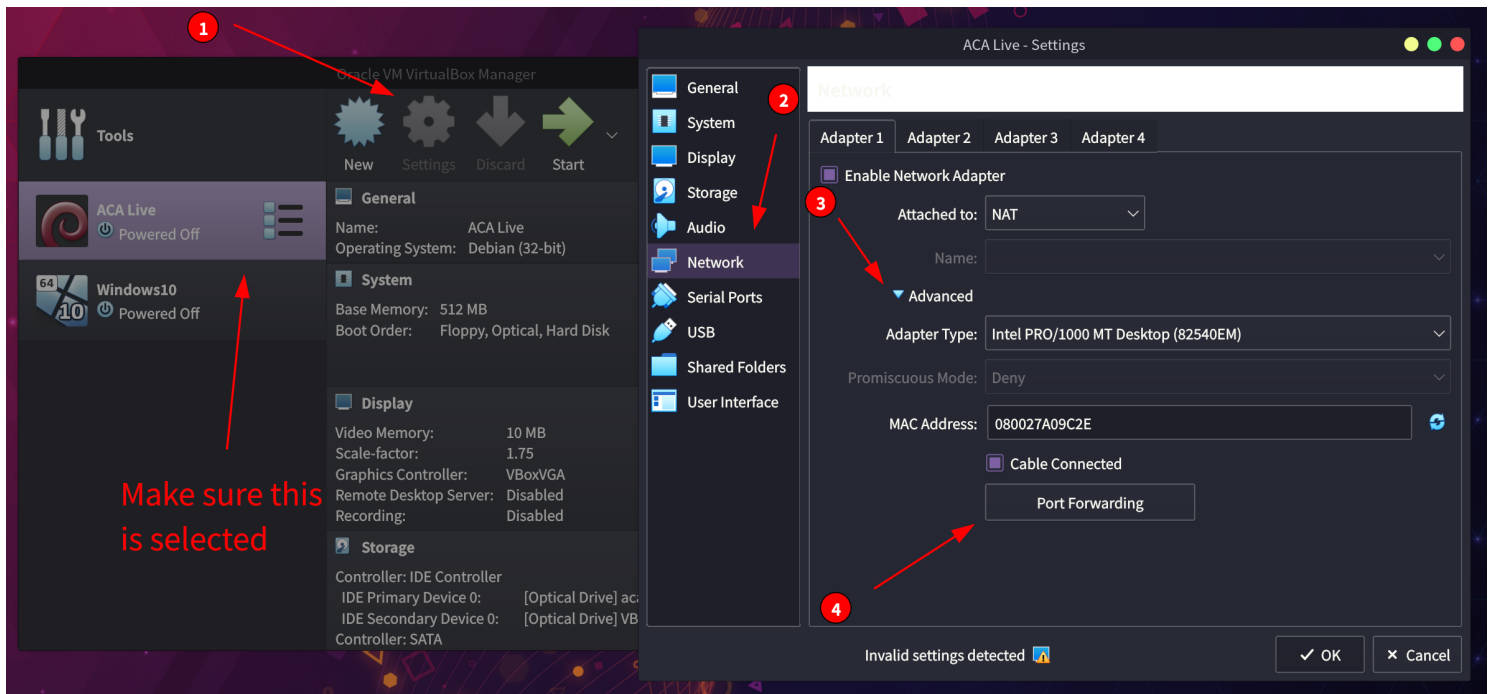 1
Oracle VM VirtualBox Manager
Tools
New Settings Discard Start
ACA Live
Powered Off
64
10
Windows10
Powered Off
Make sure this
is selected
General
Name: ACA Live
Operating System: Debian (32-bit)
System
Base Memory: 512 MB
Boot Order: Floppy, Optical, Hard Disk
Display
Video Memory: 10 MB
Scale-factor: 1.75
Graphics Controller: VBoxVGA
Remote Desktop Server: Disabled
Recording: Disabled
Storage
Controller: IDE Controller
IDE Primary Device 0: [Optical Drive] aca
IDE Secondary Device 0: [Optical Drive] VB
Controller: SATA
ACA Live - Settings
General
2
System
Display
Storage
Audio
Network
Serial Ports
USB
Shared Folders
User Interface
Network
Adapter 1 Adapter 2 Adapter 3 Adapter 4
Enable Network Adapter
3
Attached to: NAT
Name:
Advanced
Adapter Type: Intel PRO/1000 MT Desktop (82540EM)
Promiscuous Mode: Deny
MAC Address: 080027A09C2E
Cable Connected
Port Forwarding
4
Invalid settings detected
OK Cancel